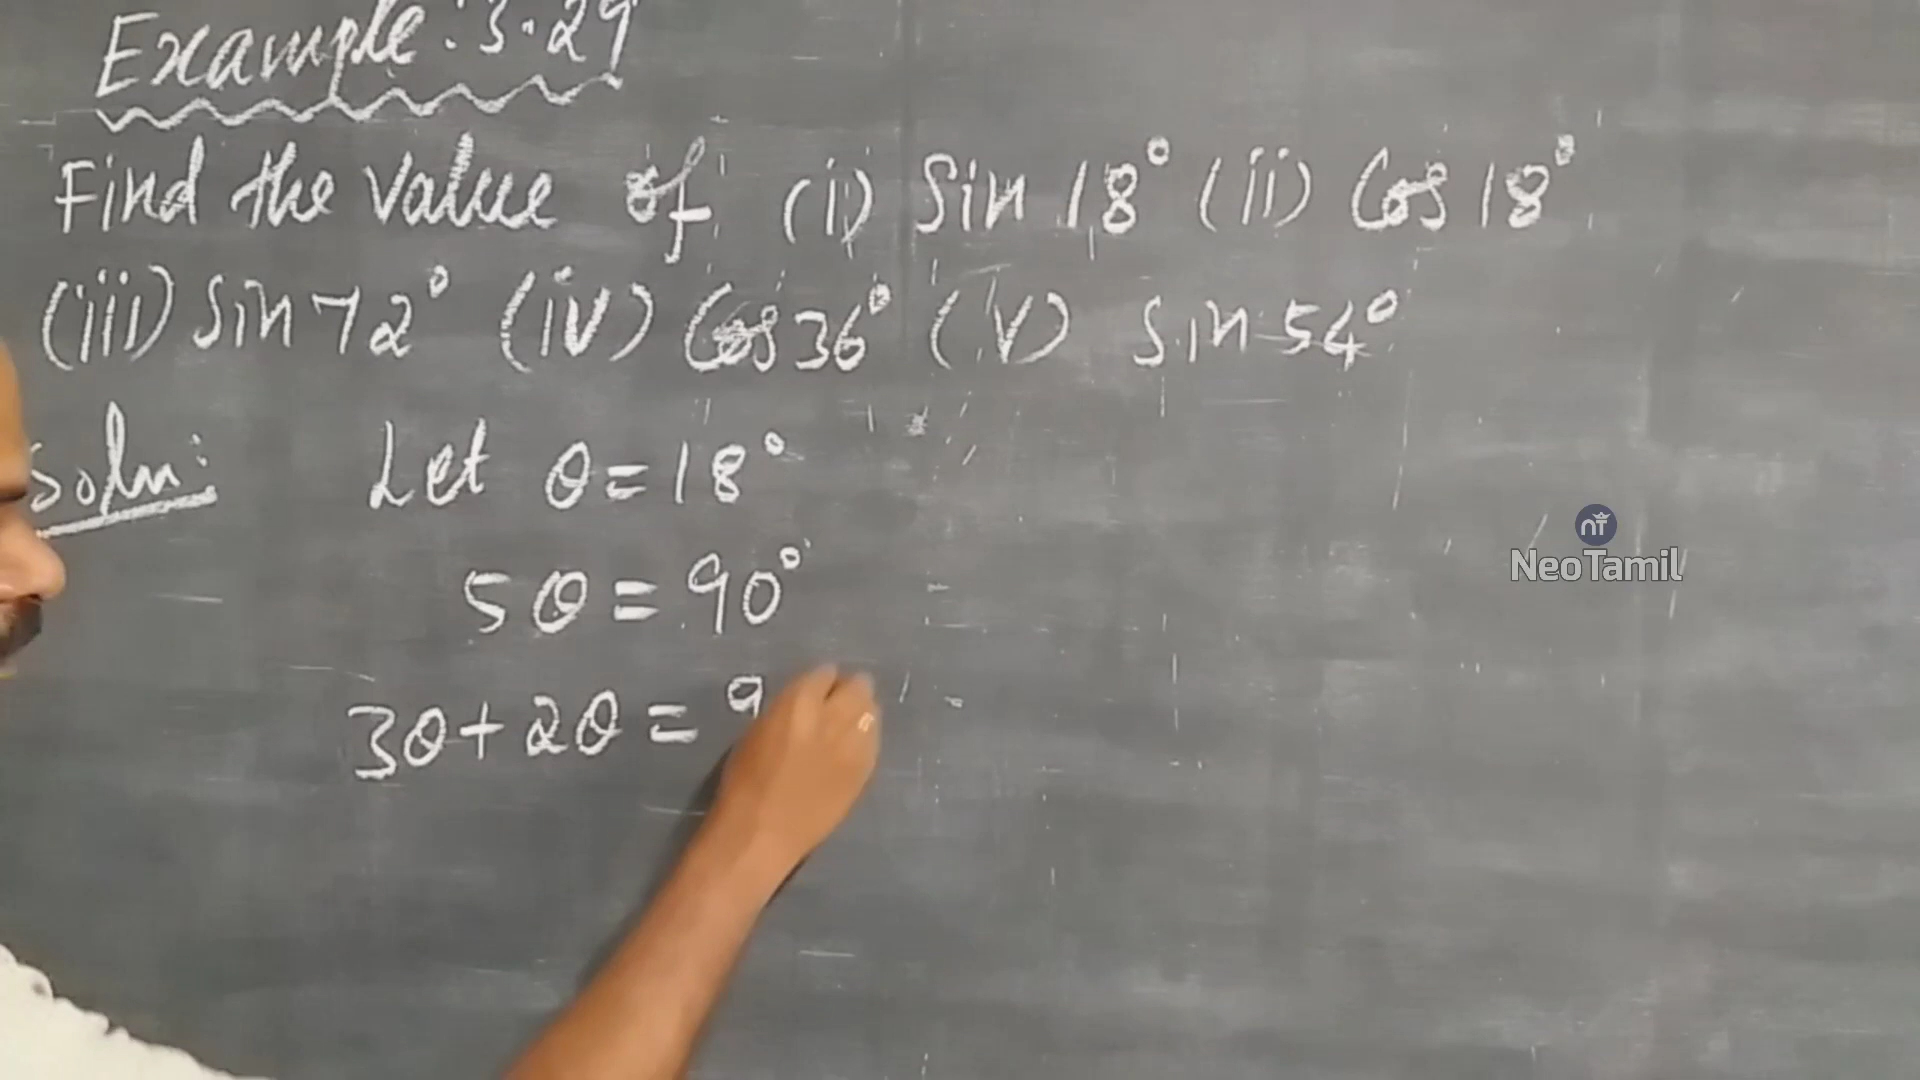 Example: 3.29
Find the value of (i) Sin 18° (ii) Cos 18°
(iii) Sin 72° (iv) Cos 36° (v) Sin 54°
Soln: Let θ = 18°
5θ = 90°
3θ + 2θ = 9
NeoTamil